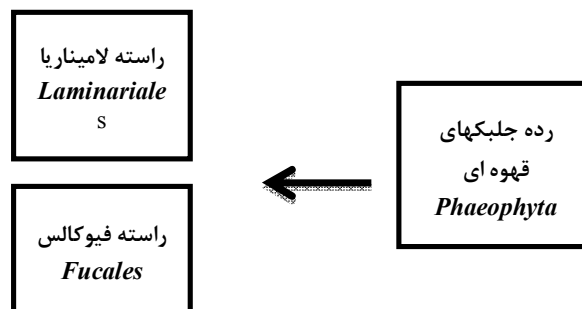 راسته لامیناریا
Laminariale
s
رده جلبکهای
قهوه ای
Phaeophyta
راسته فیوکالس
Fucales